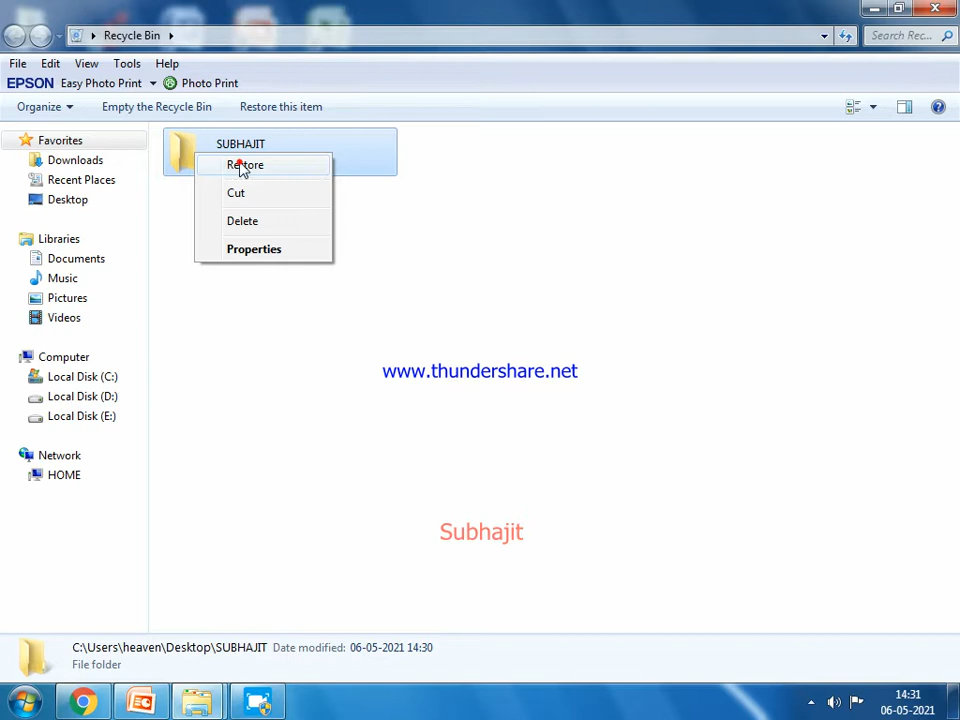 Recycle Bin
Search Rec...
File Edit View Tools Help
EPSON Easy Photo Print Photo Print
Organize Empty the Recycle Bin Restore this item
Favorites
Downloads
Recent Places
Desktop
Libraries
Documents
Music
Pictures
Videos
Computer
Local Disk (C:)
Local Disk (D:)
Local Disk (E:)
Network
HOME
SUBHAJIT
Restore
Cut
Delete
Properties
www.thundershare.net
Subhajit
C:\Users\heaven\Desktop\SUBHAJIT Date modified: 06-05-2021 14:30
File folder
14:31
06-05-2021